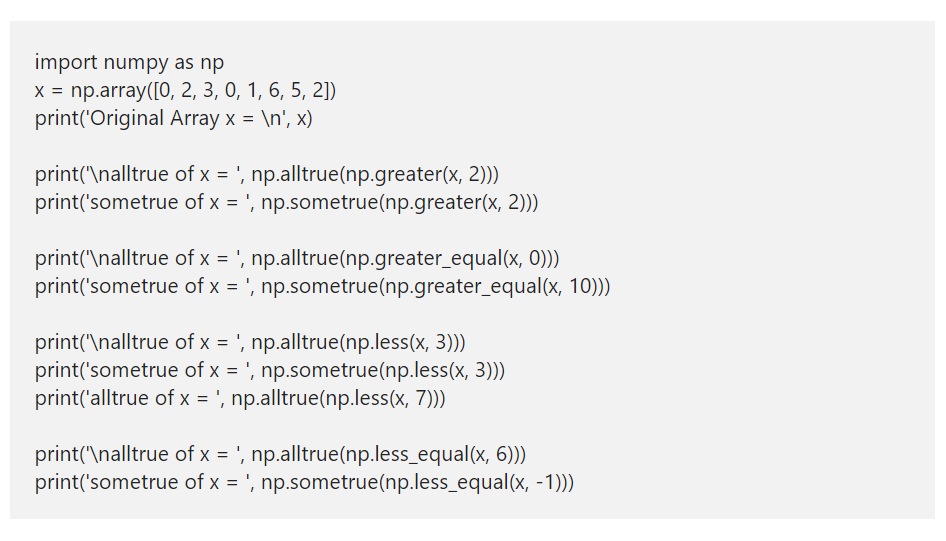 import numpy as np
x = np.array([0, 2, 3, 0, 1, 6, 5, 2])
print('Original Array x = \n', x)
print('\nalltrue of x = ', np.alltrue(np.greater(x, 2)))
print('sometrue of x = ', np.sometrue(np.greater(x, 2)))
print('\nalltrue of x = ', np.alltrue(np.greater_equal(x, 0)))
print('sometrue of x = ', np.sometrue(np.greater_equal(x, 10)))
print('\nalltrue of x = ', np.alltrue(np.less(x, 3)))
print('sometrue of x = ', np.sometrue(np.less(x, 3)))
print('alltrue of x = ', np.alltrue(np.less(x, 7)))
print('\nalltrue of x = ', np.alltrue(np.less_equal(x, 6)))
print('sometrue of x = ', np.sometrue(np.less_equal(x, -1)))